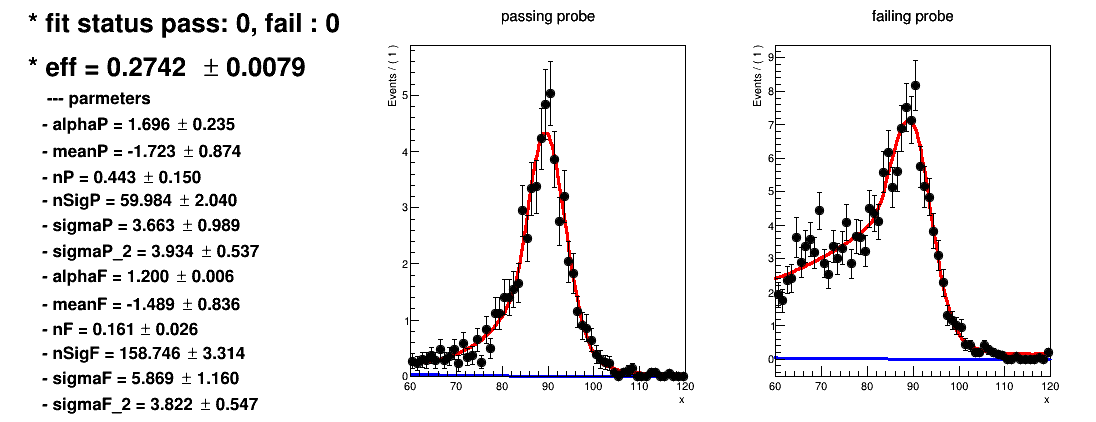 * fit status pass: 0, fail : 0
* eff = 0.2742 ± 0.0079
--- parmeters
- alphaP = 1.696 ± 0.235
- meanP = -1.723 ± 0.874
- nP = 0.443 ± 0.150
- nSigP = 59.984 ± 2.040
- sigmaP = 3.663 ± 0.989
- sigmaP_2 = 3.934 ± 0.537
- alphaF = 1.200 ± 0.006
- meanF = -1.489 ± 0.836
- nF = 0.161 ± 0.026
- nSigF = 158.746 ± 3.314
- sigmaF = 5.869 ± 1.160
- sigmaF_2 = 3.822 ± 0.547
passing probe
Events / ( 1 )
5
4
3
2
1
0
60 70 80 90 100 110 120
x
failing probe
Events / ( 1 )
9
8
7
6
5
4
3
2
1
0
60 70 80 90 100 110 120
x